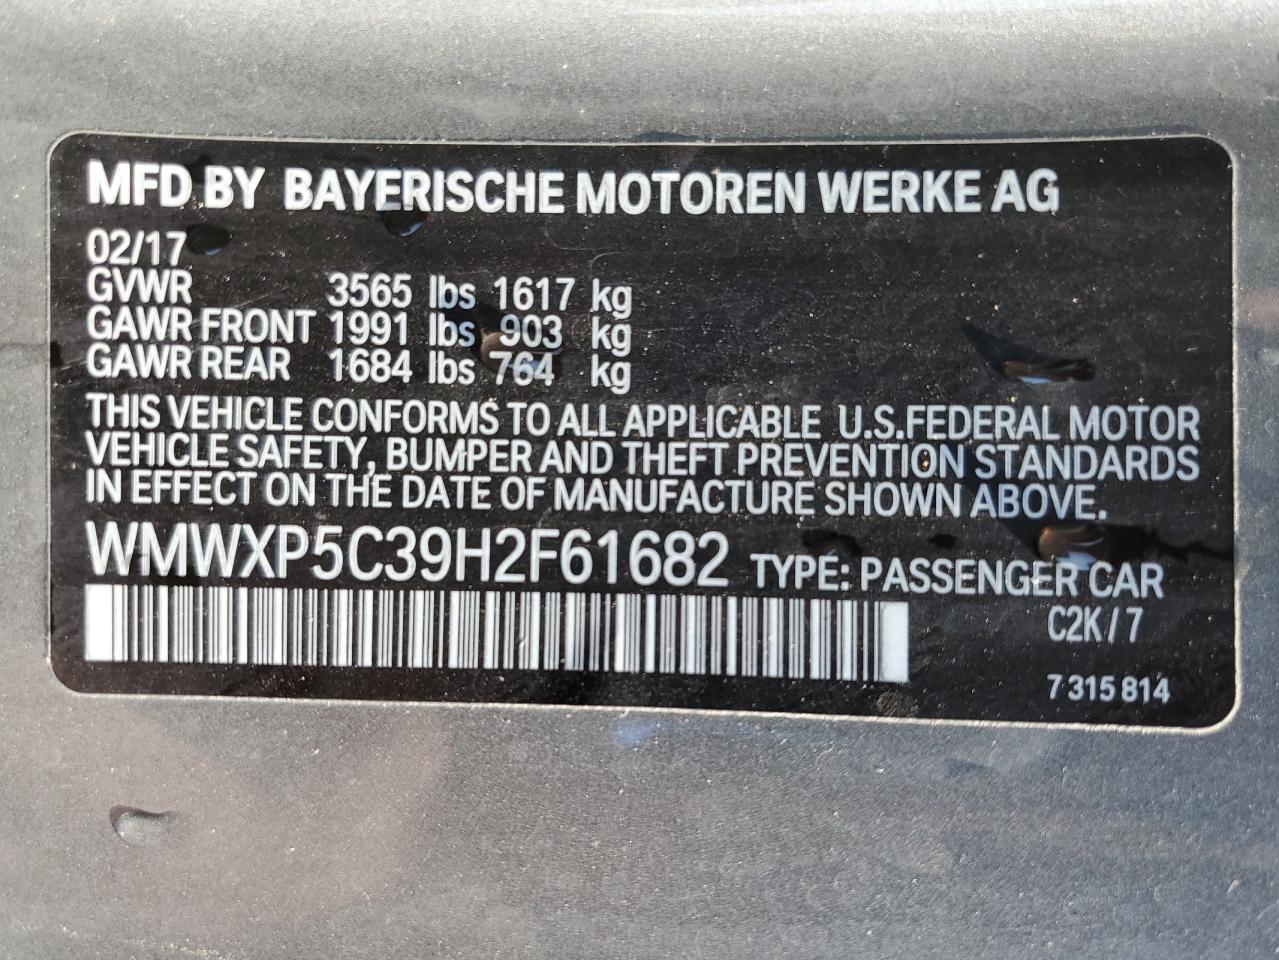 MFD BY BAYERISCHE MOTOREN WERKE AG
02/17
GVWR 3565 lbs 1617 kg
GAWR FRONT 1991 lbs 903 kg
GAWR REAR 1684 lbs 764 kg
THIS VEHICLE CONFORMS TO ALL APPLICABLE U.S.FEDERAL MOTOR
VEHICLE SAFETY, BUMPER AND THEFT PREVENTION STANDARDS
IN EFFECT ON THE DATE OF MANUFACTURE SHOWN ABOVE.
WMWXP5C39H2F61682 TYPE: PASSENGER CAR
C2K/7
7 315 814